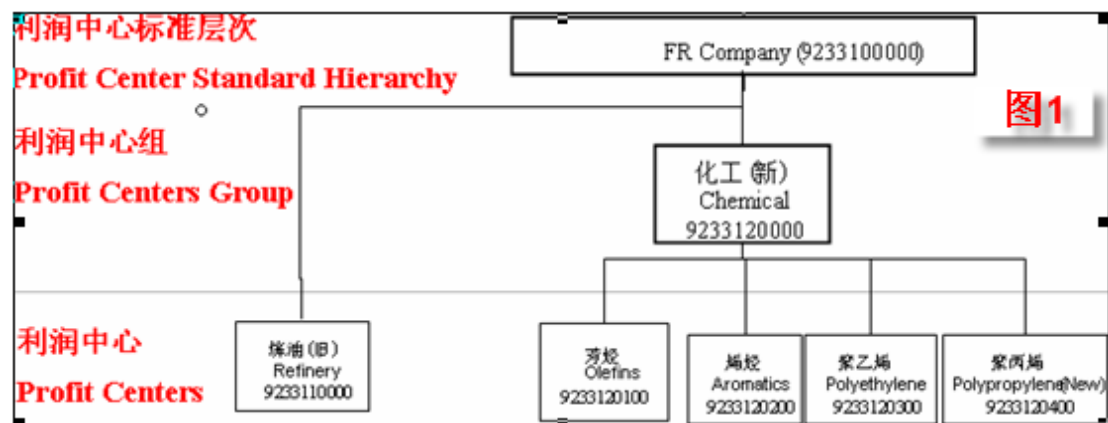 利润中心标准层次
Profit Center Standard Hierarchy
利润中心组
Profit Centers Group
FR Company (9233100000)
图1
化工(新)
Chemical
9233120000
利润中心
Profit Centers
炼油(旧)
Refinery
9233110000
芳烃
Olefins
9233120100
烯烃
Aromatics
9233120200
聚乙烯
Polyethylene
9233120300
聚丙烯
Polypropylene(New)
9233120400